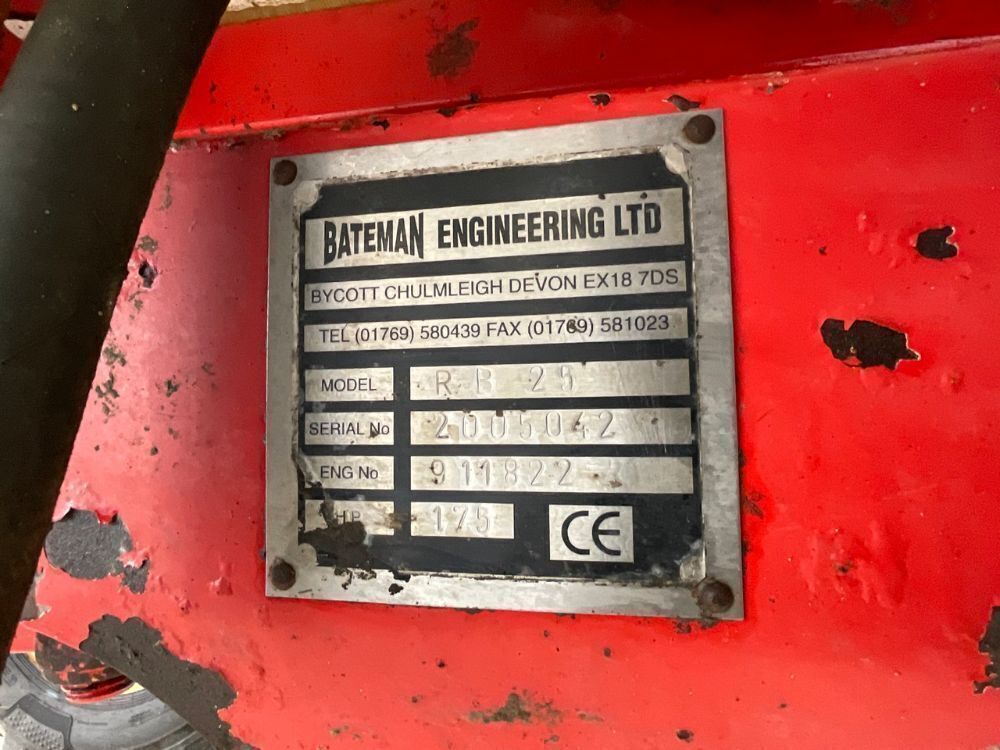 BATEMAN ENGINEERING LTD
BYCOTT CHULMLEIGH DEVON EX18 7DS
TEL (01769) 580439 FAX (01769) 581023
MODEL RB 25
SERIAL No 2005042
ENG No 911822
HP 175
CE